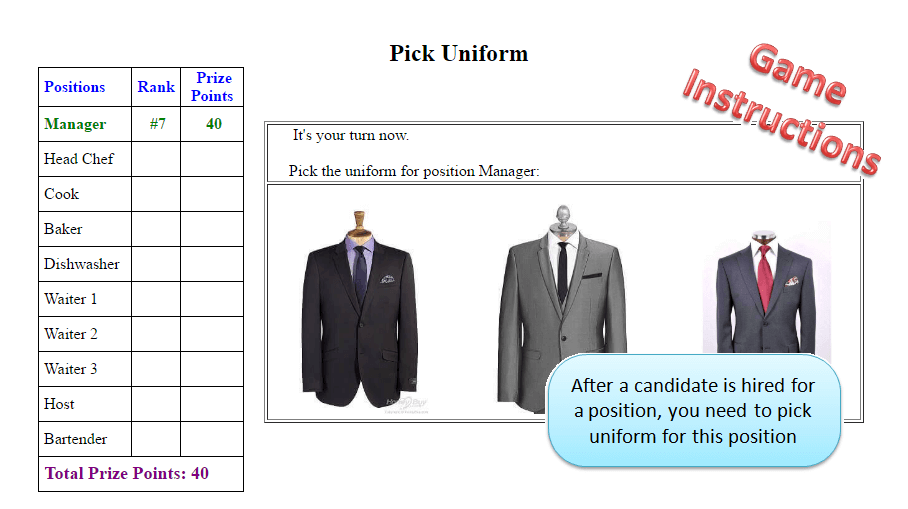 Pick Uniform
Game
Instructions
Positions Rank Prize Points
Manager #7 40
Head Chef
Cook
Baker
Dishwasher
Waiter 1
Waiter 2
Waiter 3
Host
Bartender
Total Prize Points: 40
It's your turn now.
Pick the uniform for position Manager:
After a candidate is hired for
a position, you need to pick
uniform for this position